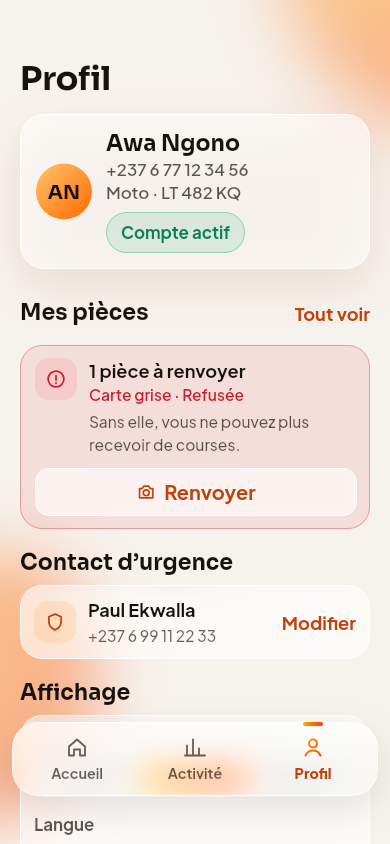 Profil
AN
Awa Ngono
+237 6 77 12 34 56
Moto · LT 482 KQ
Compte actif
Mes pièces
Tout voir
1 pièce à renvoyer
Carte grise · Refusée
Sans elle, vous ne pouvez plus
recevoir de courses.
Renvoyer
Contact d’urgence
Paul Ekwalla
+237 6 99 11 22 33
Modifier
Affichage
Accueil
Activité
Profil
Langue